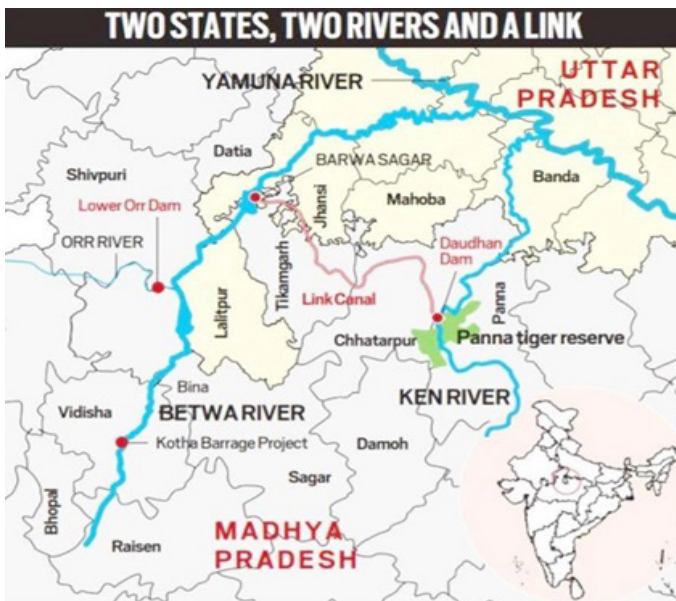 TWO STATES, TWO RIVERS AND A LINK
YAMUNA RIVER
UTTAR
PRADESH
Datia
BARWA SAGAR
Shivpuri
Banda
Mahoba
Jhansi
Lower Orr Dam
Daudhan
Dam
ORR RIVER
Tikamgarh
Lalitpur
Link Canal
Panna
Chhatarpur
Panna tiger reserve
Bina
KEN RIVER
Vidisha
BETWA RIVER
Kotha Barrage Project
Damoh
Sagar
Bhopal
MADHYA
PRADESH
Raisen